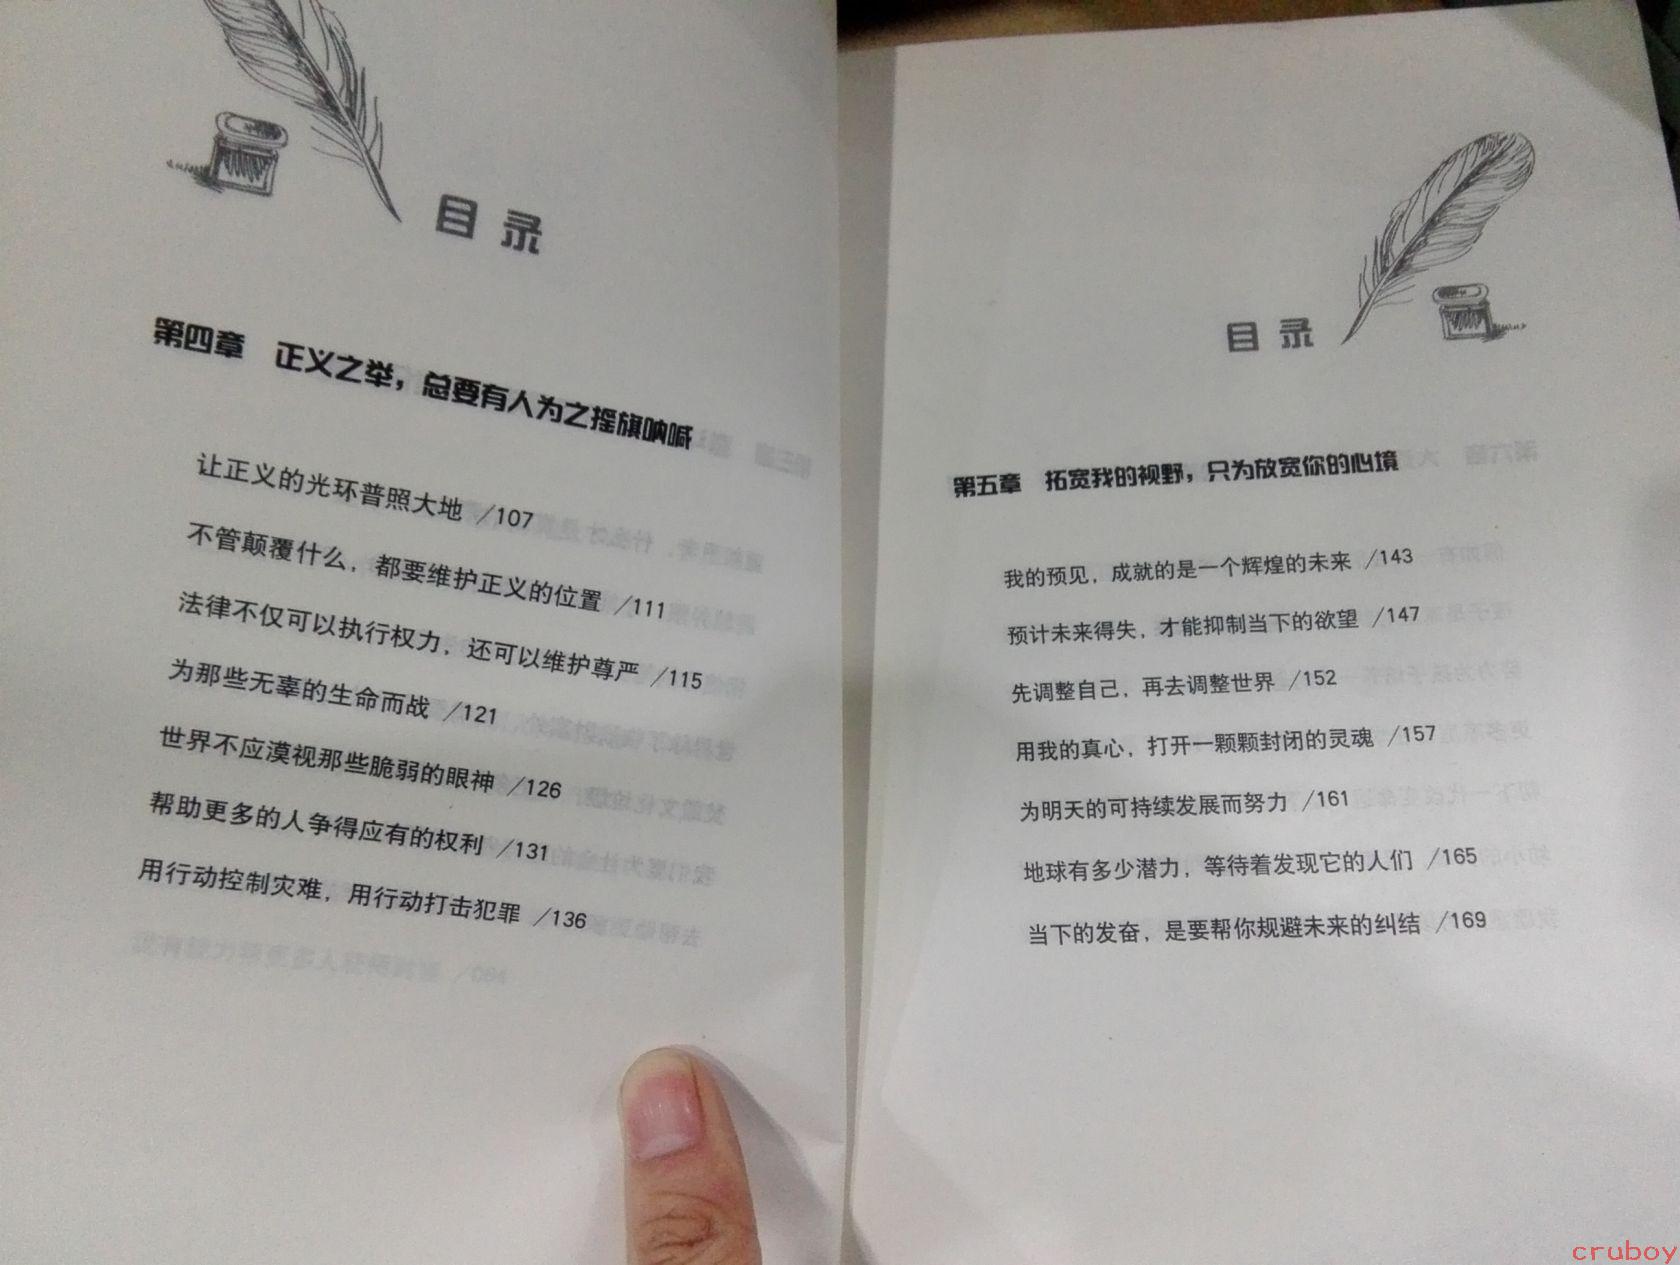 目 录
第四章 正义之举，总要有人为之摇旗呐喊
让正义的光环普照大地 /107
不管颠覆什么，都要维护正义的位置 /111
法律不仅可以执行权力，还可以维护尊严 /115
为那些无辜的生命而战 /121
世界不应漠视那些脆弱的眼神 /126
帮助更多的人争得应有的权利 /131
用行动控制灾难，用行动打击犯罪 /136
目 录
第五章 拓宽我的视野，只为放宽你的心境
我的预见，成就的是一个辉煌的未来 /143
预计未来得失，才能抑制当下的欲望 /147
先调整自己，再去调整世界 /152
用我的真心，打开一颗颗封闭的灵魂 /157
为明天的可持续发展而努力 /161
地球有多少潜力，等待着发现它的人们 /165
当下的发奋，是要帮你规避未来的纠结 /169
cruboy